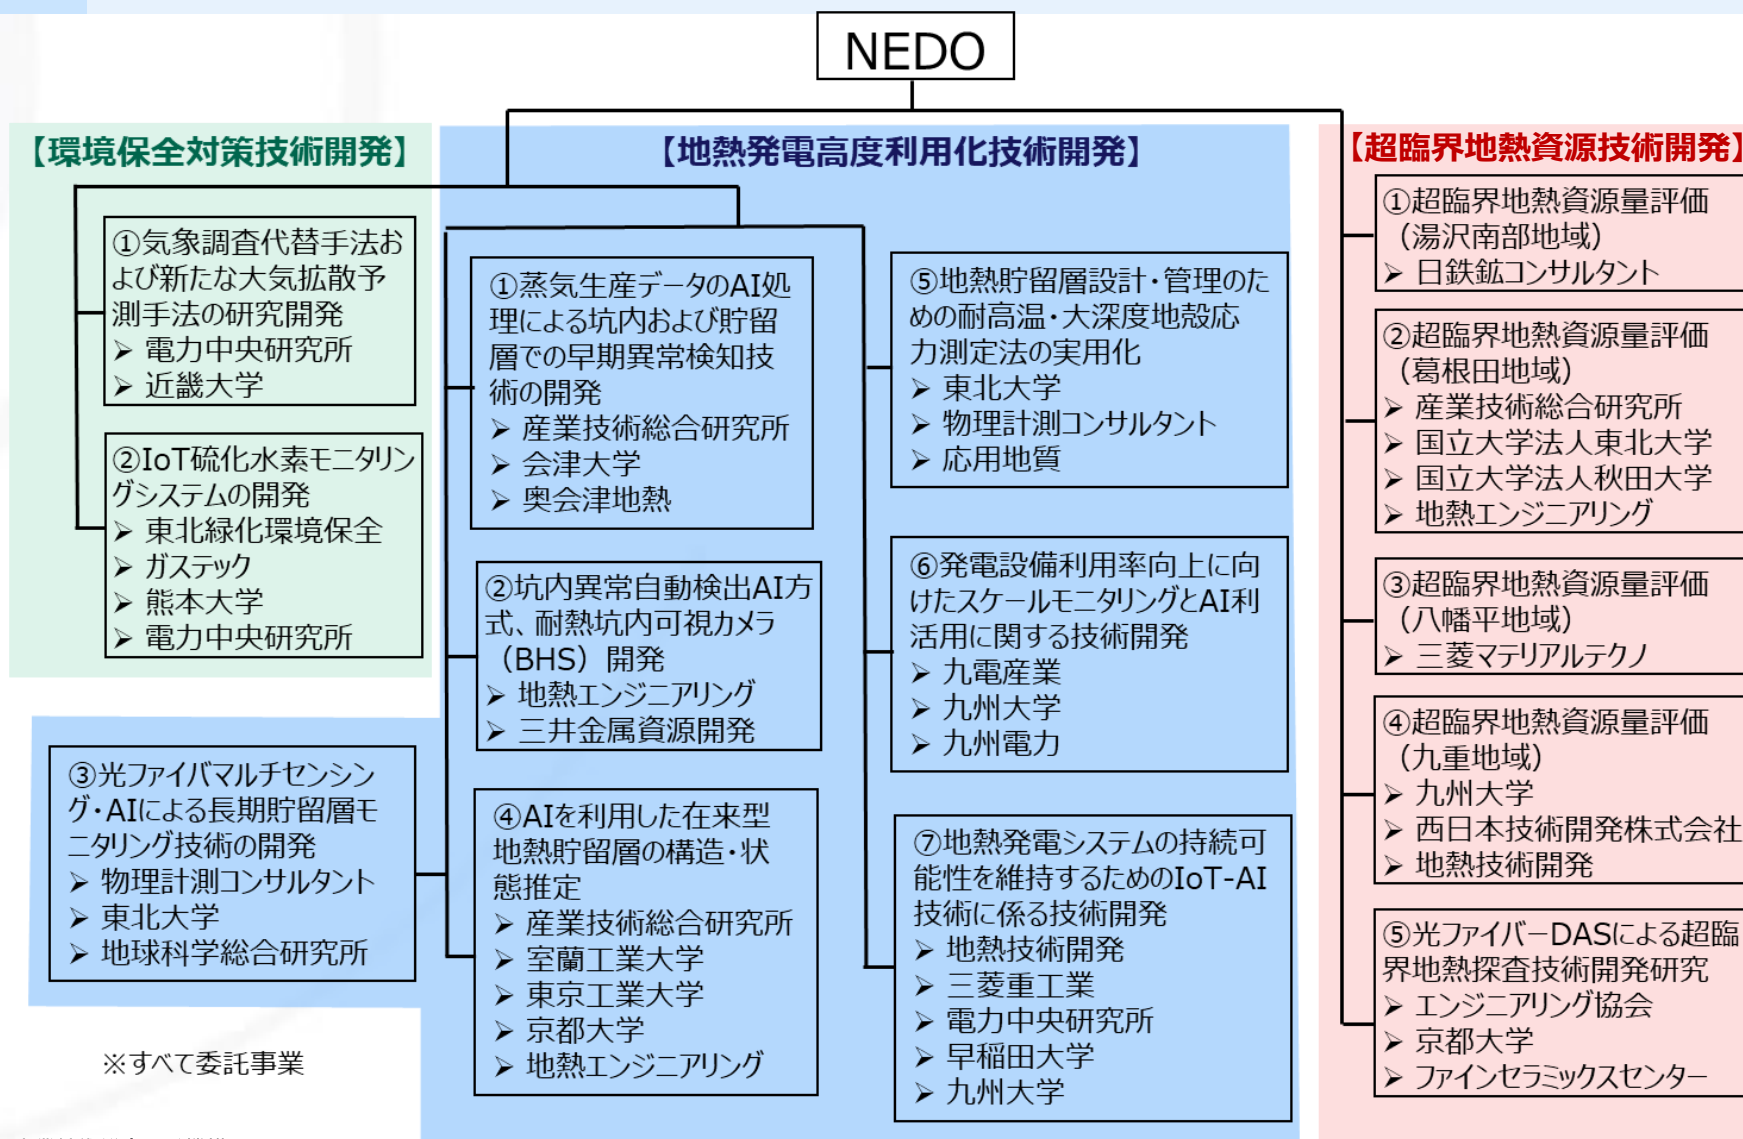 NEDO
【環境保全対策技術開発】
①気象調査代替手法お
よび新たな大気拡散予
測手法の研究開発
➢ 電力中央研究所
➢ 近畿大学
②IoT硫化水素モニタリン
グシステムの開発
➢ 東北緑化環境保全
➢ ガステック
➢ 熊本大学
➢ 電力中央研究所
【地熱発電高度利用化技術開発】
①蒸気生産データのAI処
理による坑内および貯留
層での早期異常検知技
術の開発
➢ 産業技術総合研究所
➢ 会津大学
➢ 奥会津地熱
②坑内異常自動検出AI方
式、耐熱坑内可視カメラ
（BHS）開発
➢ 地熱エンジニアリング
➢ 三井金属資源開発
③光ファイバマルチセンシン
グ・AIによる長期貯留層モ
ニタリング技術の開発
➢ 物理計測コンサルタント
➢ 東北大学
➢ 地球科学総合研究所
④AIを利用した在来型
地熱貯留層の構造・状
態推定
➢ 産業技術総合研究所
➢ 室蘭工業大学
➢ 東京工業大学
➢ 京都大学
➢ 地熱エンジニアリング
⑤地熱貯留層設計・管理のた
めの耐高温・大深度地殻応
力測定法の実用化
➢ 東北大学
➢ 物理計測コンサルタント
➢ 応用地質
⑥発電設備利用率向上に向
けたスケールモニタリングとAI利
活用に関する技術開発
➢ 九電産業
➢ 九州大学
➢ 九州電力
⑦地熱発電システムの持続可
能性を維持するためのIoT-AI
技術に係る技術開発
➢ 地熱技術開発
➢ 三菱重工業
➢ 電力中央研究所
➢ 早稲田大学
➢ 九州大学
【超臨界地熱資源技術開発】
①超臨界地熱資源量評価
（湯沢南部地域）
➢ 日鉄鉱コンサルタント
②超臨界地熱資源量評価
（葛根田地域）
➢ 産業技術総合研究所
➢ 国立大学法人東北大学
➢ 国立大学法人秋田大学
➢ 地熱エンジニアリング
③超臨界地熱資源量評価
（八幡平地域）
➢ 三菱マテリアルテクノ
④超臨界地熱資源量評価
（九重地域）
➢ 九州大学
➢ 西日本技術開発株式会社
➢ 地熱技術開発
⑤光ファイバーDASによる超臨
界地熱探査技術開発研究
➢ エンジニアリング協会
➢ 京都大学
➢ ファインセラミックスセンター
※すべて委託事業